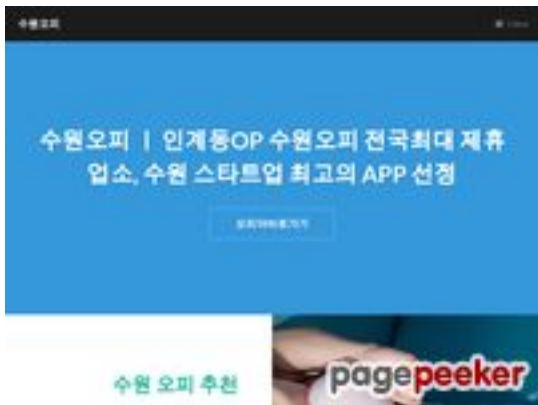 수원오피
수원오피 | 인계동OP 수원오피 전국최대 제휴
업소, 수원 스타트업 최고의 APP 선정
수원 오피 추천
pagepeeker